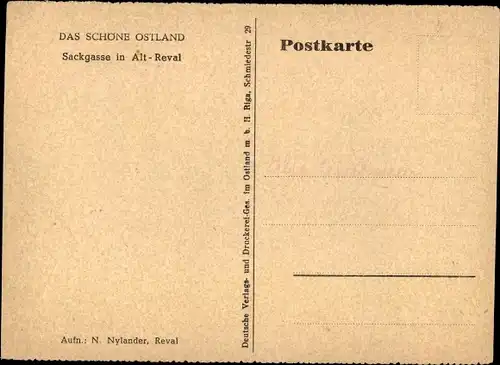 DAS SCHÖNE OSTLAND
Sackgasse in Alt-Reval
Aufn.: N. Nylander, Reval
Deutsche Verlags- und Druckerei-Ges. im Ostland m. b. H. Riga, Schmiedestr 29
Postkarte